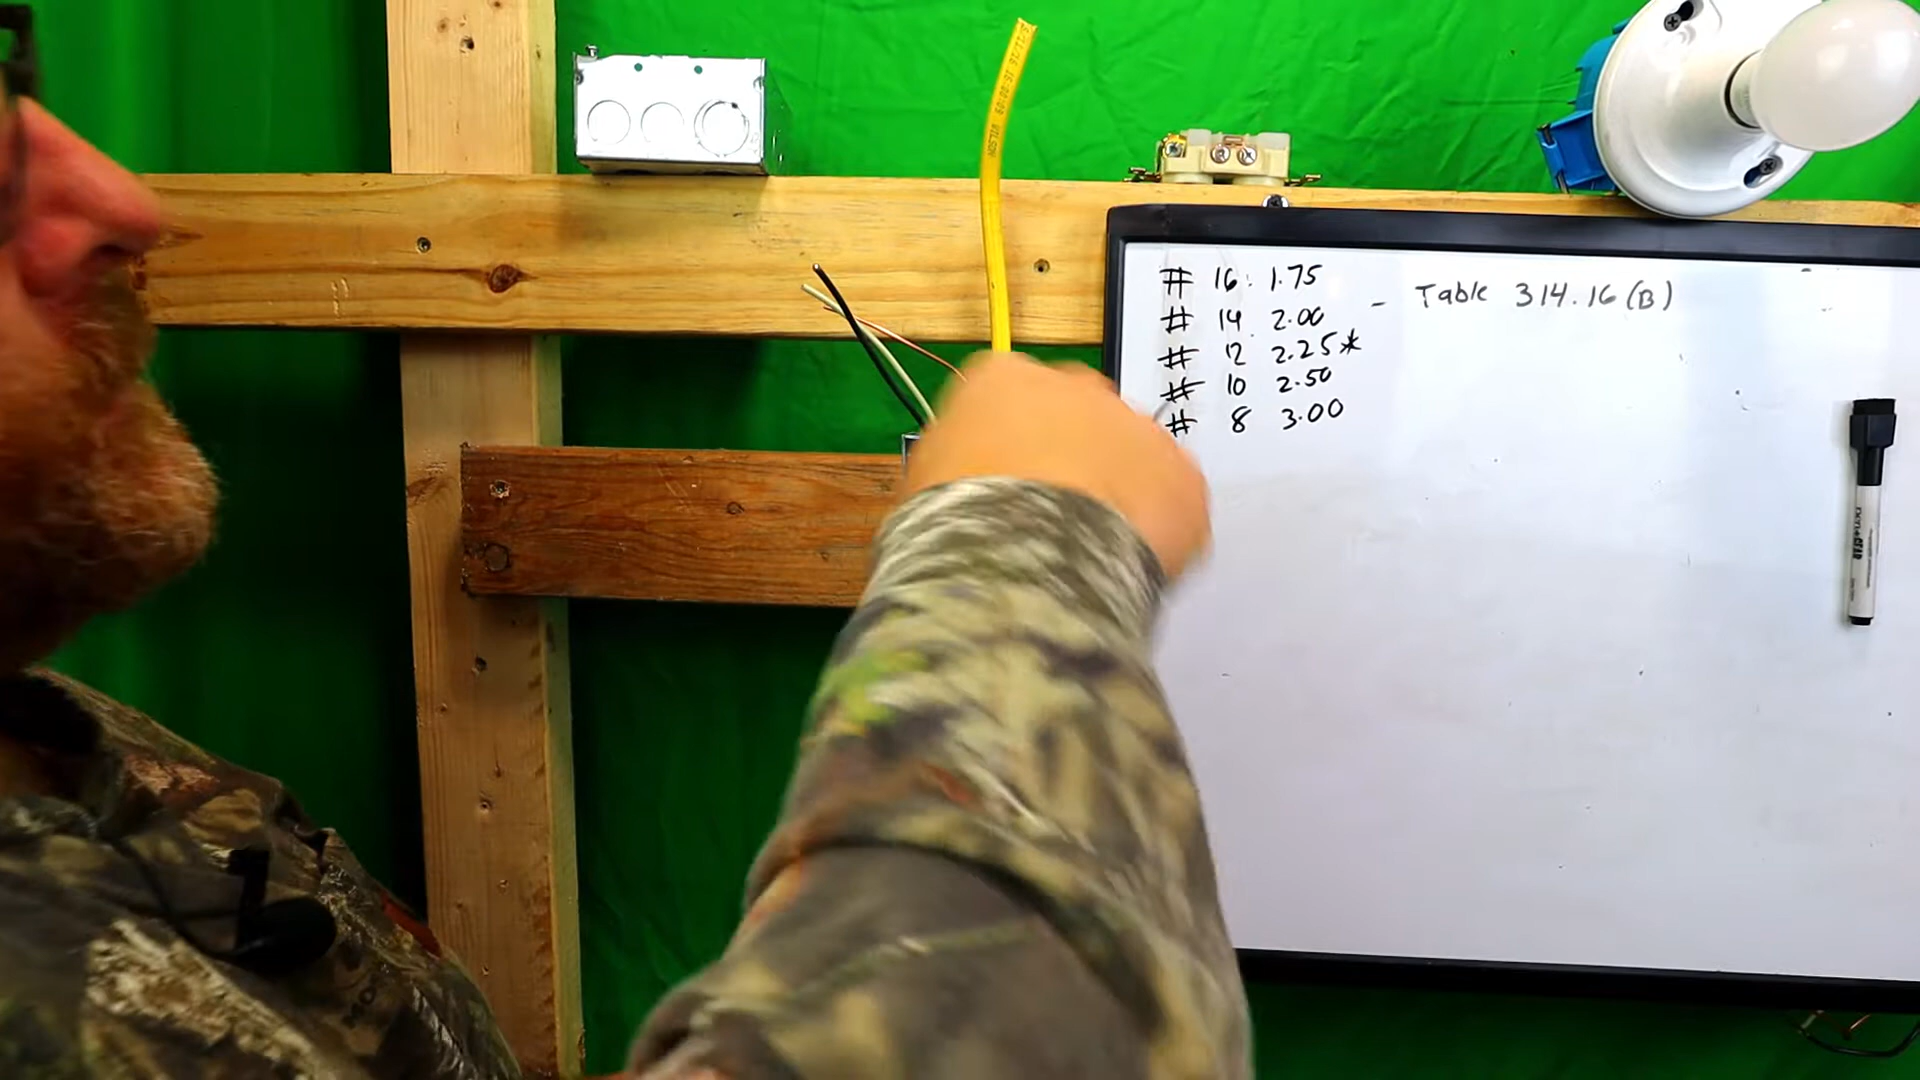 # 16 1.75
# 14 2.00
# 12 2.25*
# 10 2.50
# 8 3.00
- Table 314.16 (B)